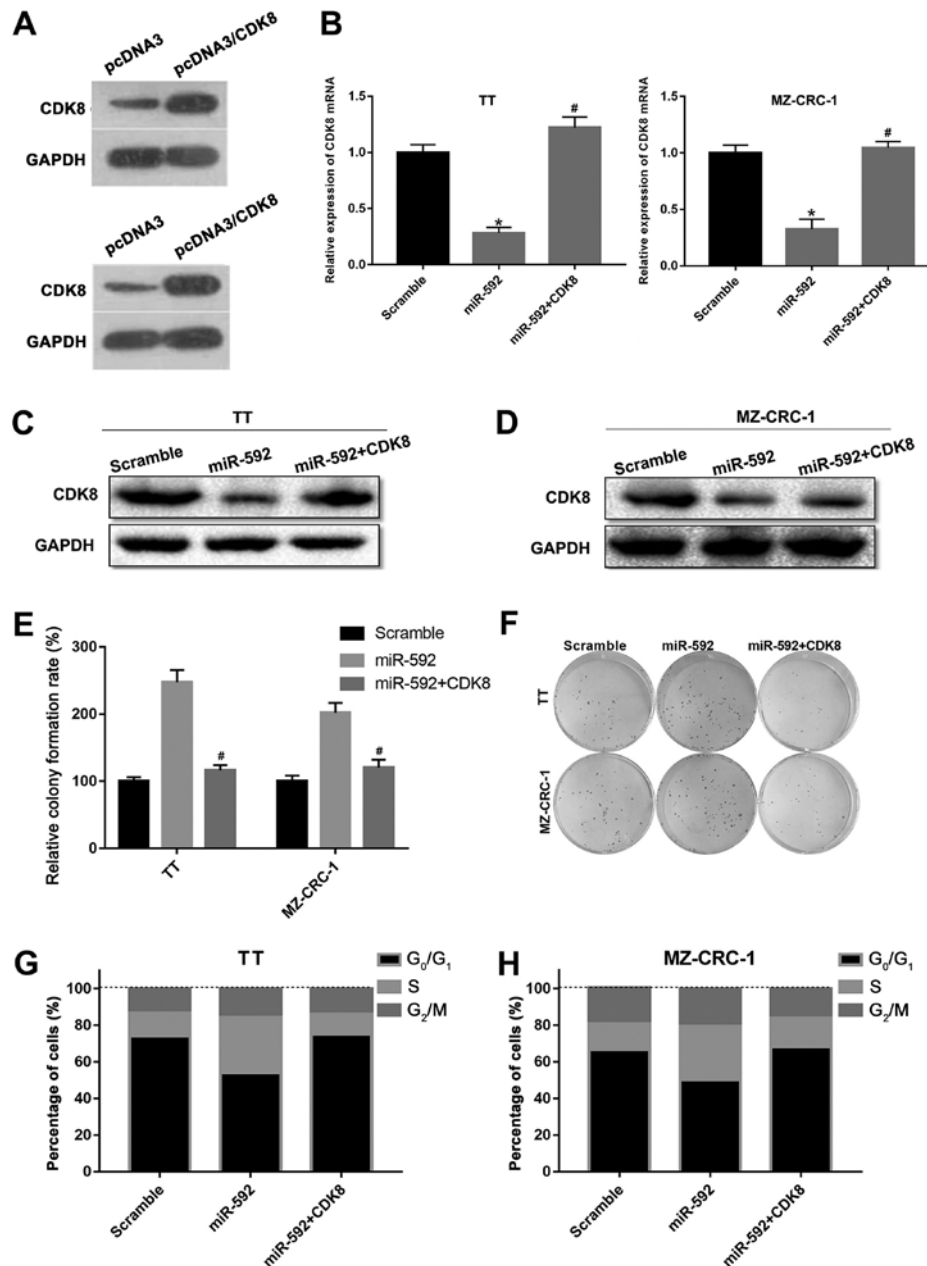 A
pcDNA3
pcDNA3/CDK8
CDK8
GAPDH
pcDNA3
pcDNA3/CDK8
CDK8
GAPDH
B
TT
Relative expression of CDK8 mRNA
1.5
1.0
0.5
0.0
#
*
Scramble
miR-592
miR-592+CDK8
MZ-CRC-1
Relative expression of CDK8 mRNA
1.5
1.0
0.5
0.0
#
*
Scramble
miR-592
miR-592+CDK8
C
TT
Scramble
miR-592
miR-592+CDK8
CDK8
GAPDH
D
MZ-CRC-1
Scramble
miR-592
miR-592+CDK8
CDK8
GAPDH
E
Relative colony formation rate (%)
300
200
100
0
Scramble
miR-592
miR-592+CDK8
#
#
TT
MZ-CRC-1
F
Scramble
miR-592
miR-592+CDK8
TT
MZ-CRC-1
G
TT
G0/G1
S
G2/M
Percentage of cells (%)
100
80
60
40
20
0
Scramble
miR-592
miR-592+CDK8
H
MZ-CRC-1
G0/G1
S
G2/M
Percentage of cells (%)
100
80
60
40
20
0
Scramble
miR-592
miR-592+CDK8